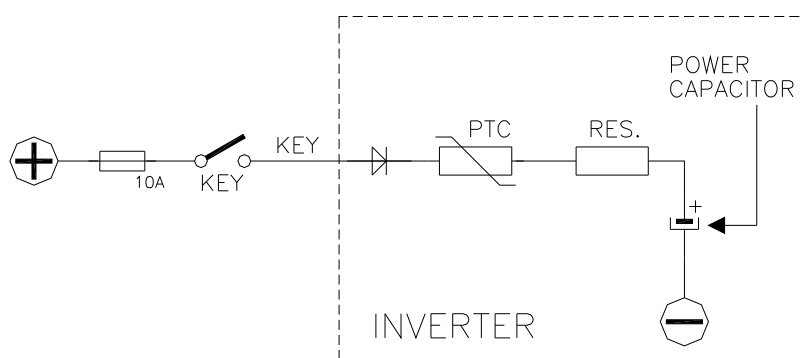 POWER
CAPACITOR
PTC
RES.
KEY
10A
KEY
+
INVERTER